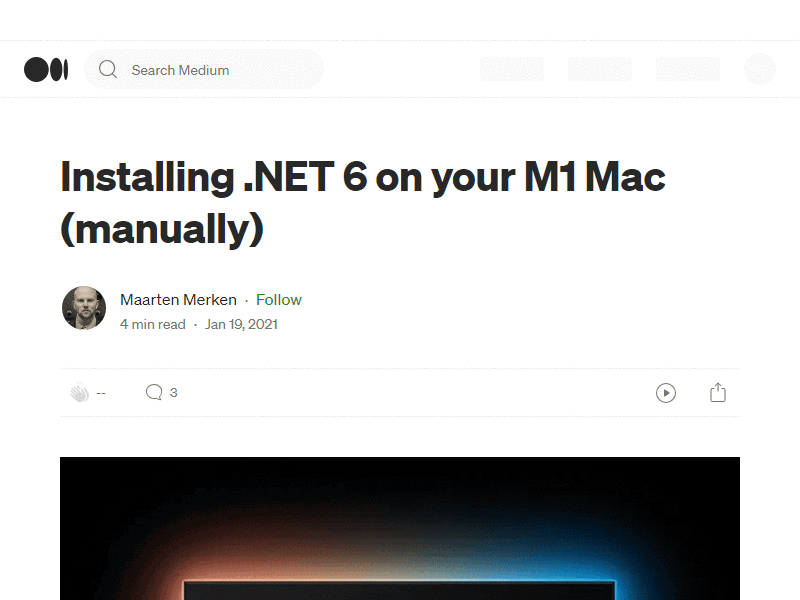 Search Medium
Installing .NET 6 on your M1 Mac
(manually)
Maarten Merken · Follow
4 min read · Jan 19, 2021
-- 3